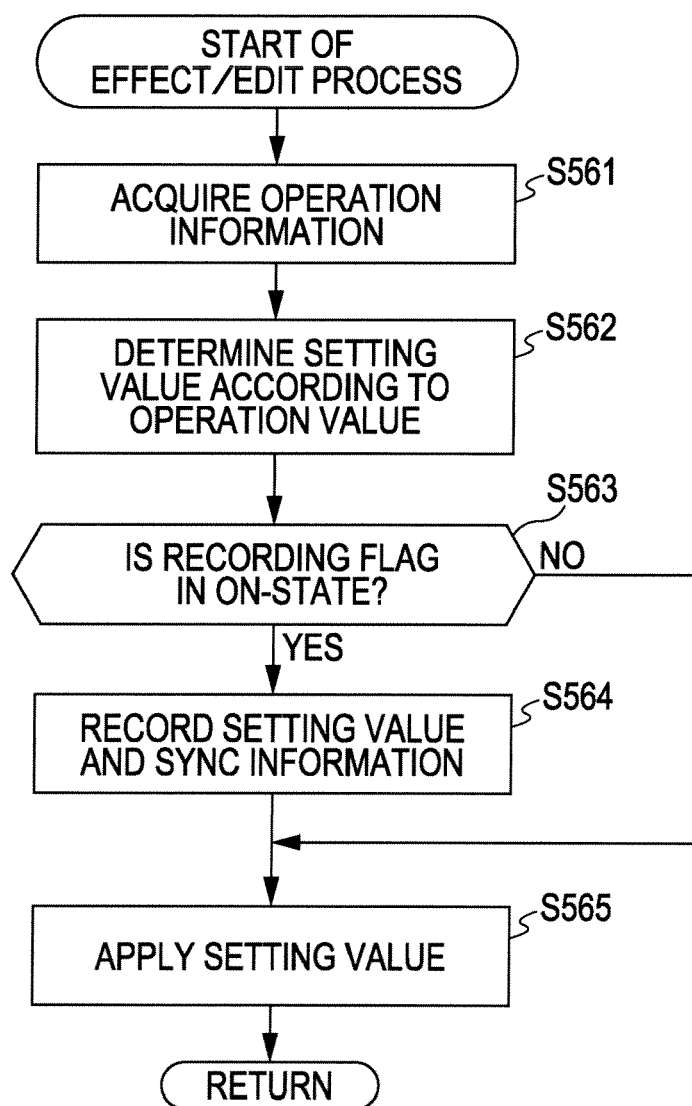 START OF
EFFECT/EDIT PROCESS
S561
ACQUIRE OPERATION
INFORMATION
S562
DETERMINE SETTING
VALUE ACCORDING TO
OPERATION VALUE
S563
IS RECORDING FLAG
IN ON-STATE?
NO
YES
S564
RECORD SETTING VALUE
AND SYNC INFORMATION
S565
APPLY SETTING VALUE
RETURN